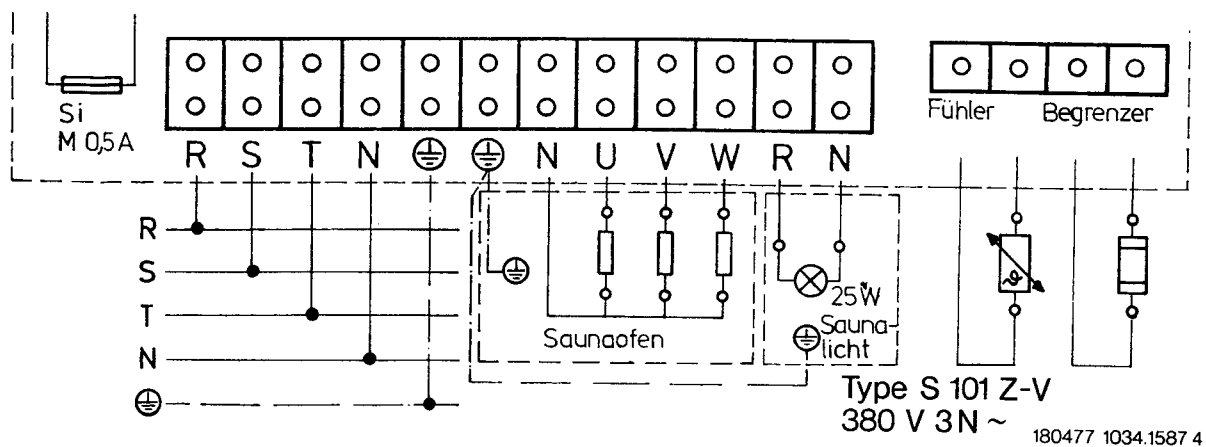 Si
M 0,5A
R S T N N U V W R N
Fühler Begrenzer
R
S
T
N
25W
Saunaofen
Sauna-
licht
Type S 101 Z-V
380 V 3N ~
180477 1034.1587 4